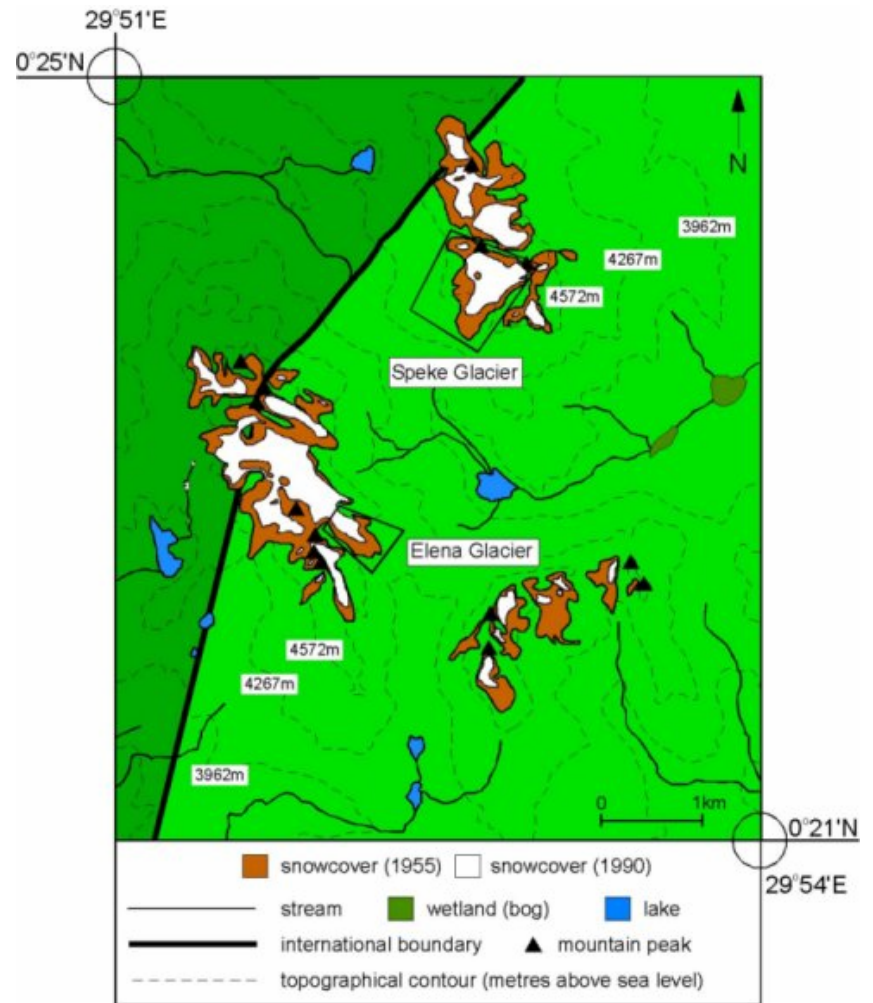 29°51'E
0°25'N
N
3962m
4267m
4572m
Speke Glacier
Elena Glacier
4572m
4267m
3962m
0 1km
0°21'N
29°54'E
snowcover (1955) snowcover (1990)
stream wetland (bog) lake
international boundary mountain peak
topographical contour (metres above sea level)